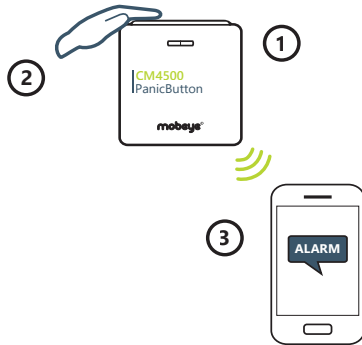 1
2
CM4500
PanicButton
mobeye®
3
ALARM